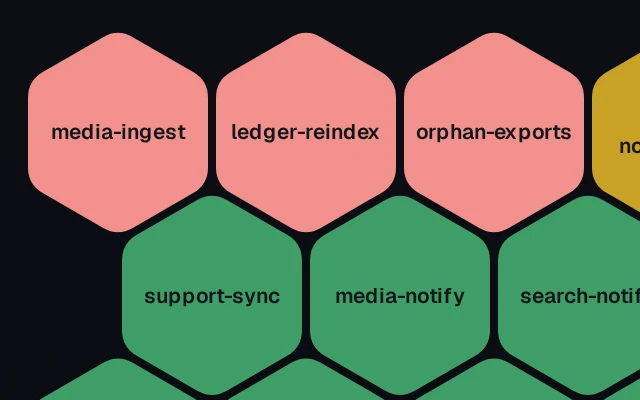 media-ingest
ledger-reindex
orphan-exports
support-sync
media-notify